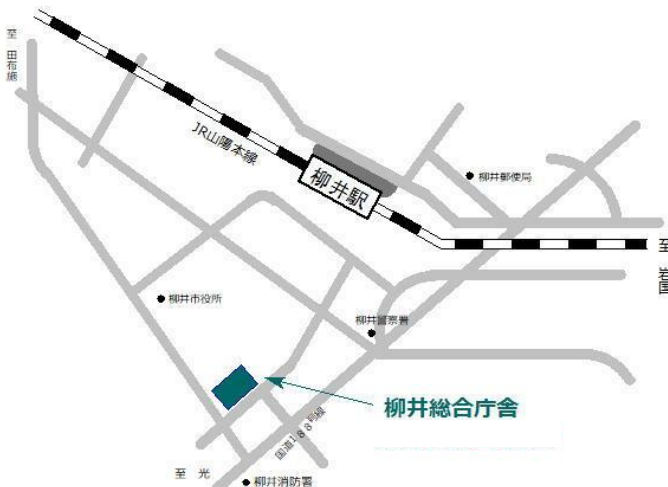 至 田布施
JR山陽本線
柳井駅
柳井郵便局
至 岩国
柳井市役所
柳井警察署
柳井総合庁舎
国道188号線
至 光
柳井消防署